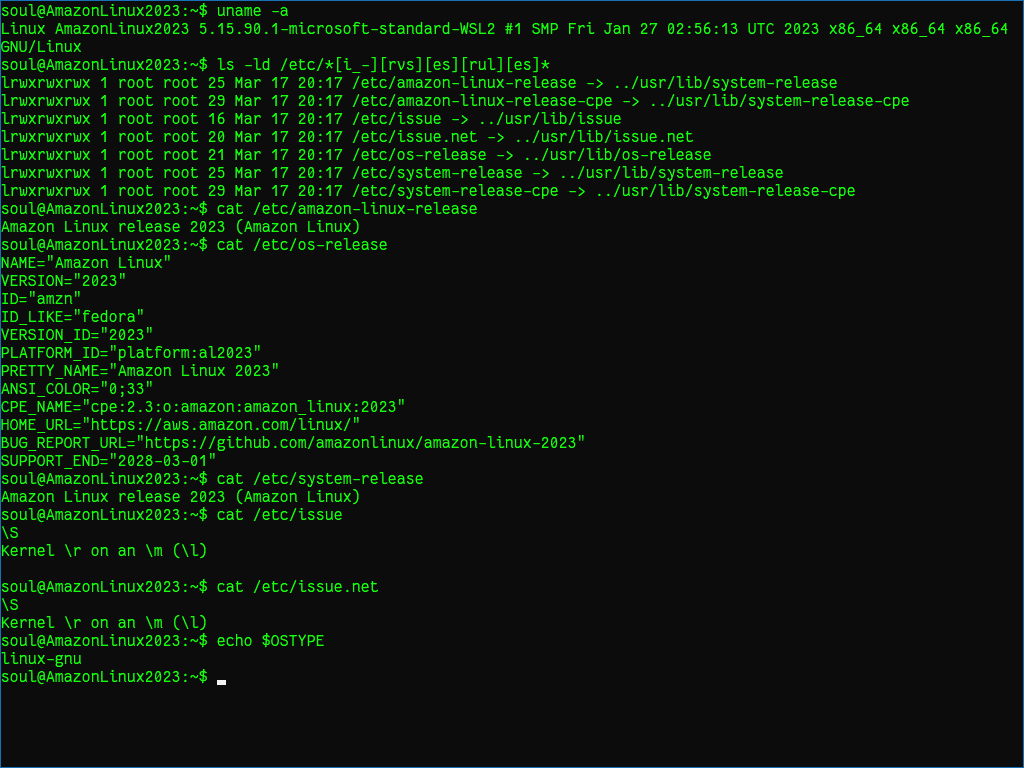 soul@AmazonLinux2023:~$ uname -a
Linux AmazonLinux2023 5.15.90.1-microsoft-standard-WSL2 #1 SMP Fri Jan 27 02:56:13 UTC 2023 x86_64 x86_64 x86_64
GNU/Linux
soul@AmazonLinux2023:~$ ls -ld /etc/*[i_-][rvs][es][rul][es]*
lrwxrwxrwx 1 root root 25 Mar 17 20:17 /etc/amazon-linux-release -> ../usr/lib/system-release
lrwxrwxrwx 1 root root 29 Mar 17 20:17 /etc/amazon-linux-release-cpe -> ../usr/lib/system-release-cpe
lrwxrwxrwx 1 root root 16 Mar 17 20:17 /etc/issue -> ../usr/lib/issue
lrwxrwxrwx 1 root root 20 Mar 17 20:17 /etc/issue.net -> ../usr/lib/issue.net
lrwxrwxrwx 1 root root 21 Mar 17 20:17 /etc/os-release -> ../usr/lib/os-release
lrwxrwxrwx 1 root root 25 Mar 17 20:17 /etc/system-release -> ../usr/lib/system-release
lrwxrwxrwx 1 root root 29 Mar 17 20:17 /etc/system-release-cpe -> ../usr/lib/system-release-cpe
soul@AmazonLinux2023:~$ cat /etc/amazon-linux-release
Amazon Linux release 2023 (Amazon Linux)
soul@AmazonLinux2023:~$ cat /etc/os-release
NAME="Amazon Linux"
VERSION="2023"
ID="amzn"
ID_LIKE="fedora"
VERSION_ID="2023"
PLATFORM_ID="platform:al2023"
PRETTY_NAME="Amazon Linux 2023"
ANSI_COLOR="0;33"
CPE_NAME="cpe:2.3:o:amazon:amazon_linux:2023"
HOME_URL="https://aws.amazon.com/linux/"
BUG_REPORT_URL="https://github.com/amazonlinux/amazon-linux-2023"
SUPPORT_END="2028-03-01"
soul@AmazonLinux2023:~$ cat /etc/system-release
Amazon Linux release 2023 (Amazon Linux)
soul@AmazonLinux2023:~$ cat /etc/issue
\S
Kernel \r on an \m (\l)

soul@AmazonLinux2023:~$ cat /etc/issue.net
\S
Kernel \r on an \m (\l)
soul@AmazonLinux2023:~$ echo $OSTYPE
linux-gnu
soul@AmazonLinux2023:~$